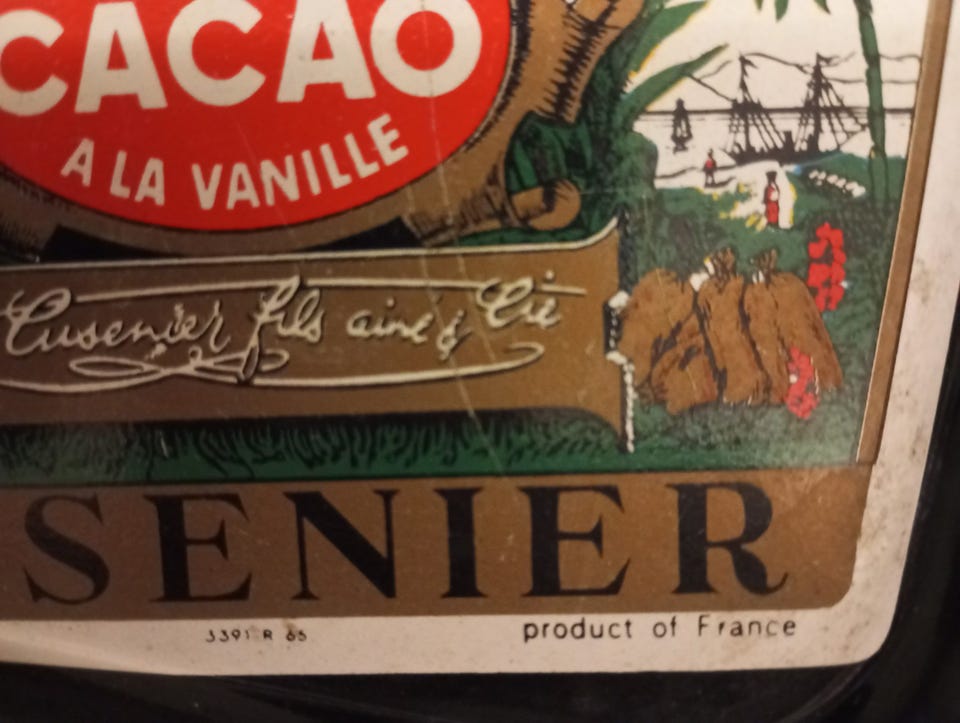 CACAO
A LA VANILLE
Cusenier fils aîné & Cie
SENIER
3391 R 65
product of France